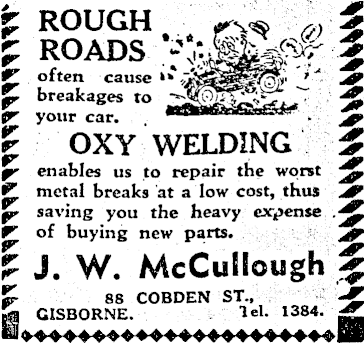 ROUGH
ROADS
often cause
breakages to
your car.
OXY WELDING
enables us to repair the worst
metal breaks at a low cost, thus
saving you the heavy expense
of buying new parts.
J. W. McCullough
88 COBDEN ST.,
GISBORNE. Tel. 1384.